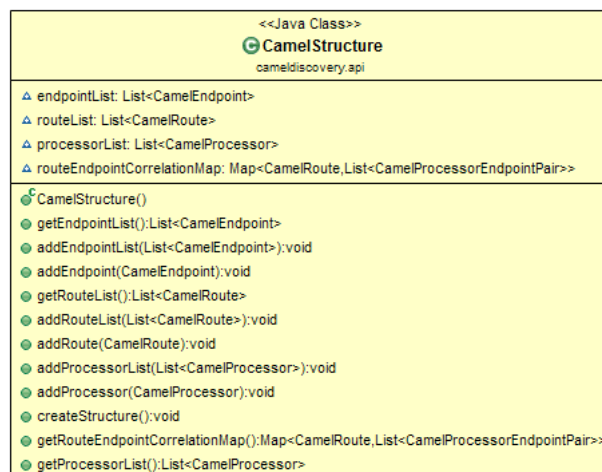 <<Java Class>>
CamelStructure
cameldiscovery.api
endpointList: List<CamelEndpoint>
routeList: List<CamelRoute>
processorList: List<CamelProcessor>
routeEndpointCorrelationMap: Map<CamelRoute,List<CamelProcessorEndpointPair>>
CamelStructure()
getEndpointList():List<CamelEndpoint>
addEndpointList(List<CamelEndpoint>):void
addEndpoint(CamelEndpoint):void
getRouteList():List<CamelRoute>
addRouteList(List<CamelRoute>):void
addRoute(CamelRoute):void
addProcessorList(List<CamelProcessor>):void
addProcessor(CamelProcessor):void
createStructure():void
getRouteEndpointCorrelationMap():Map<CamelRoute,List<CamelProcessorEndpointPair>>
getProcessorList():List<CamelProcessor>